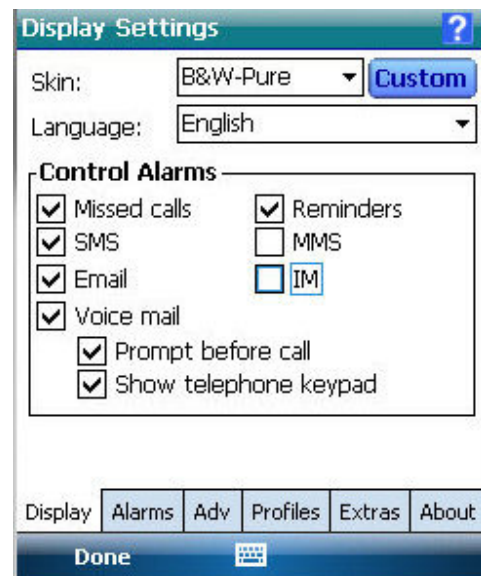 Display Settings ?
Skin: B&W-Pure Custom
Language: English
Control Alarms
Missed calls Reminders
SMS MMS
Email IM
Voice mail
Prompt before call
Show telephone keypad
Display Alarms Adv Profiles Extras About
Done